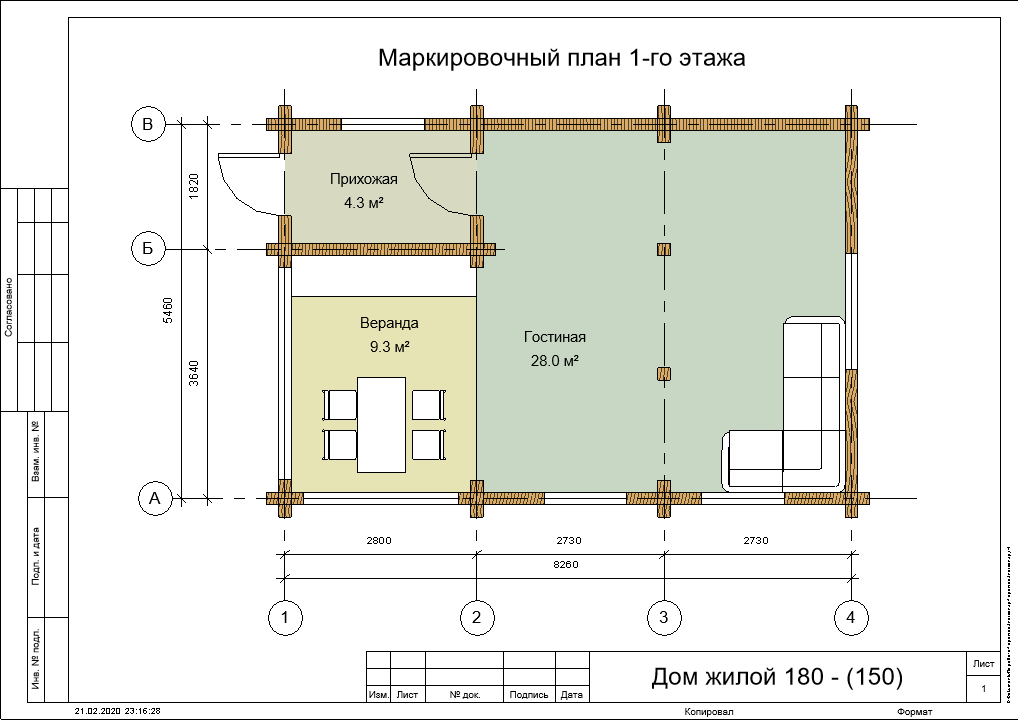 Маркировочный план 1-го этажа
В
Б
А
1820
3640
5460
Прихожая
4.3 м²
Веранда
9.3 м²
Гостиная
28.0 м²
2800
2730
2730
8260
1
2
3
4
Согласовано
Взам. инв. №
Подп. и дата
Инв. № подл.
Изм.
Лист
№ док.
Подпись
Дата
Дом жилой 180 - (150)
Лист
1
21.02.2020 23:16:28
Копировал
Формат